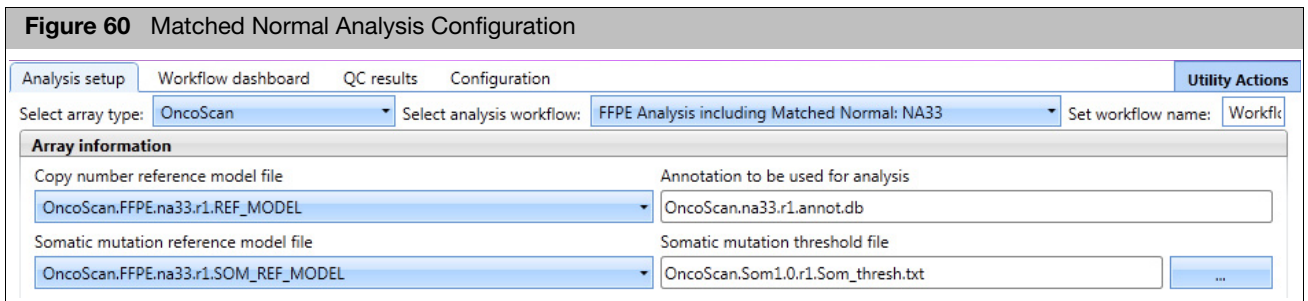 Figure 60 Matched Normal Analysis Configuration
Analysis setup Workflow dashboard QC results Configuration Utility Actions
Select array type: OncoScan Select analysis workflow: FFPE Analysis including Matched Normal: NA33 Set workflow name: Workflc
Array information
Copy number reference model file Annotation to be used for analysis
OncoScan.FFPE.na33.r1.REF_MODEL OncoScan.na33.r1.annot.db
Somatic mutation reference model file Somatic mutation threshold file
OncoScan.FFPE.na33.r1.SOM_REF_MODEL OncoScan.Som1.0.r1.Som_thresh.txt ...